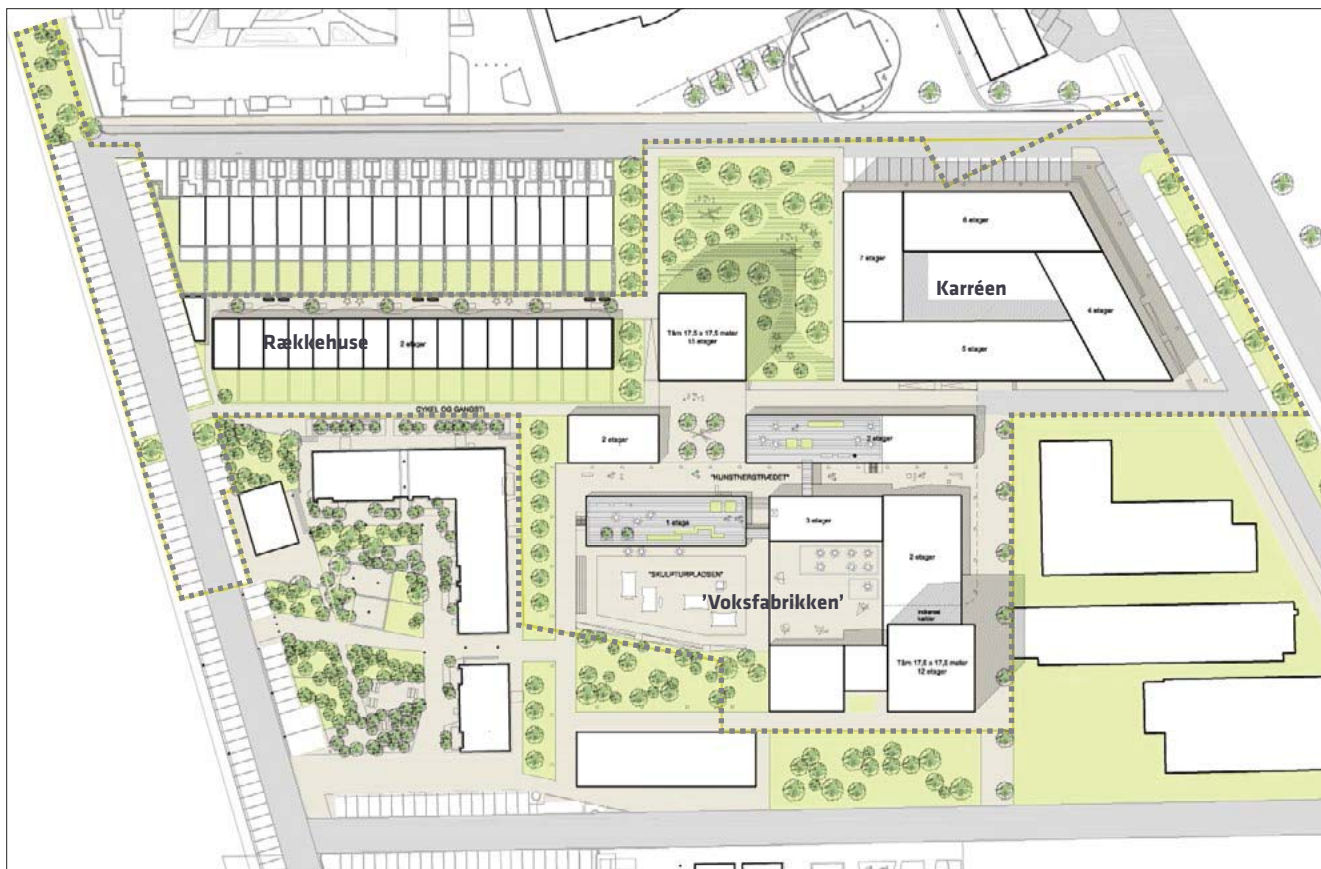 6 etager
7 etager
Karréen
4 etager
Tårn 17,5 x 17,5 meter
etager
Rækkehuse
2 etager
5 etager
CYKEL OG GANGSTI
2 etager
etager
"KUNSTNERSTRÆDET"
1 etage
3 etager
2 etager
"SKULPTURPLADSEN"
'Voksfabrikken'
kælder
Tårn 17,5 x 17,5 meter
12 etager